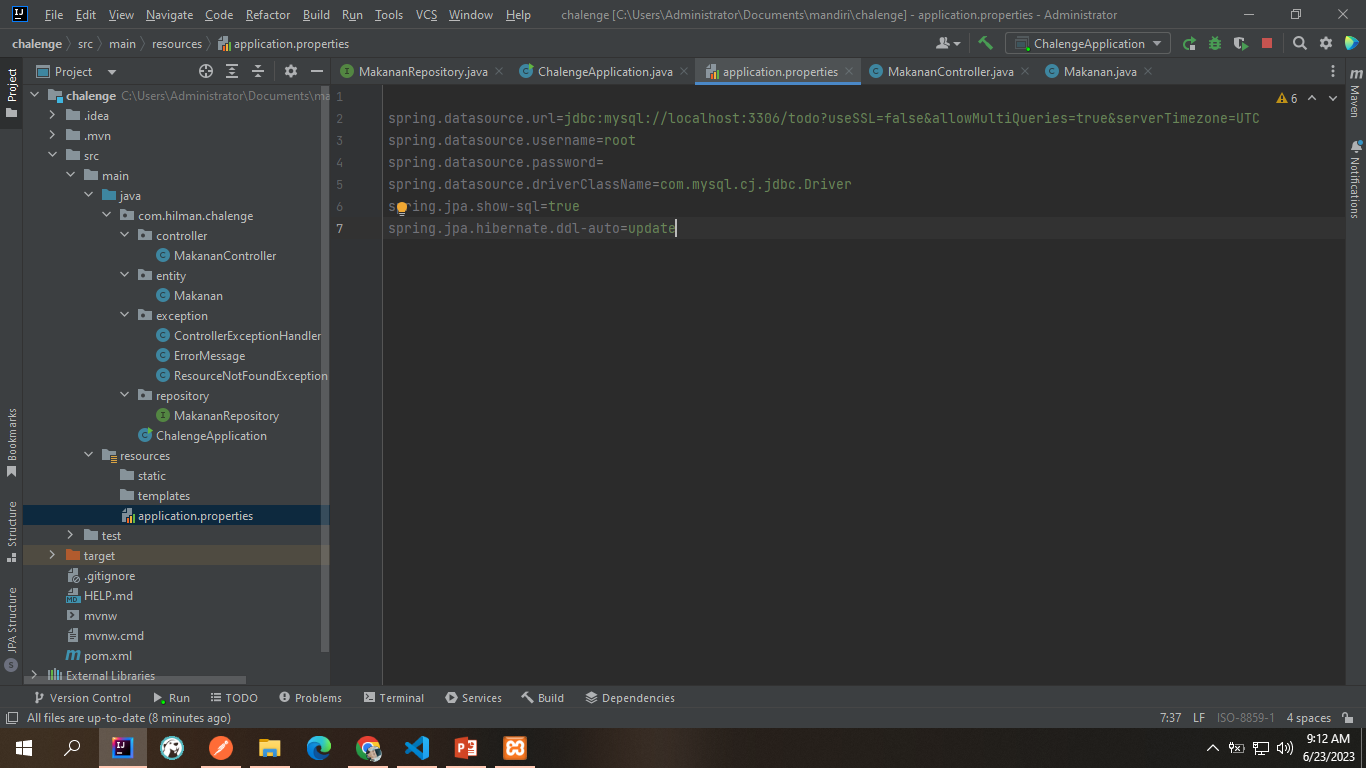 File Edit View Navigate Code Refactor Build Run Tools VCS Window Help chalenge [C:\Users\Administrator\Documents\mandiri\chalenge] - application.properties - Administrator
chalenge src main resources application.properties
ChalengeApplication
Project
MakananRepository.java ChalengeApplication.java application.properties MakananController.java Makanan.java
chalenge C:\Users\Administrator\Documents\ma
.idea
.mvn
src
main
java
com.hilman.chalenge
controller
MakananController
entity
Makanan
exception
ControllerExceptionHandler
ErrorMessage
ResourceNotFoundException
repository
MakananRepository
ChalengeApplication
resources
static
templates
application.properties
test
target
.gitignore
HELP.md
mvnw
mvnw.cmd
pom.xml
External Libraries
1
2 spring.datasource.url=jdbc:mysql://localhost:3306/todo?useSSL=false&allowMultiQueries=true&serverTimezone=UTC
3 spring.datasource.username=root
4 spring.datasource.password=
5 spring.datasource.driverClassName=com.mysql.cj.jdbc.Driver
6 spring.jpa.show-sql=true
7 spring.jpa.hibernate.ddl-auto=update
6
Project
Bookmarks
Structure
JPA Structure
Maven
Notifications
Version Control Run TODO Problems Terminal Services Build Dependencies
All files are up-to-date (8 minutes ago) 7:37 LF ISO-8859-1 4 spaces
9:12 AM
6/23/2023